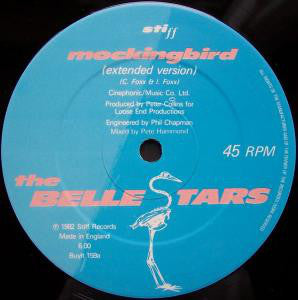 stiff
mockingbird
(extended version)
(C. Foxx & I. Foxx)
Cinephonic/Music Co. Ltd.
Produced by Peter Collins for
Loose End Productions
Engineered by Phil Chapman
Mixed by Pete Hammond
45 RPM
the
BELLE STARS
℗ 1982 Stiff Records
Made in England
6.00
Buyit 159a